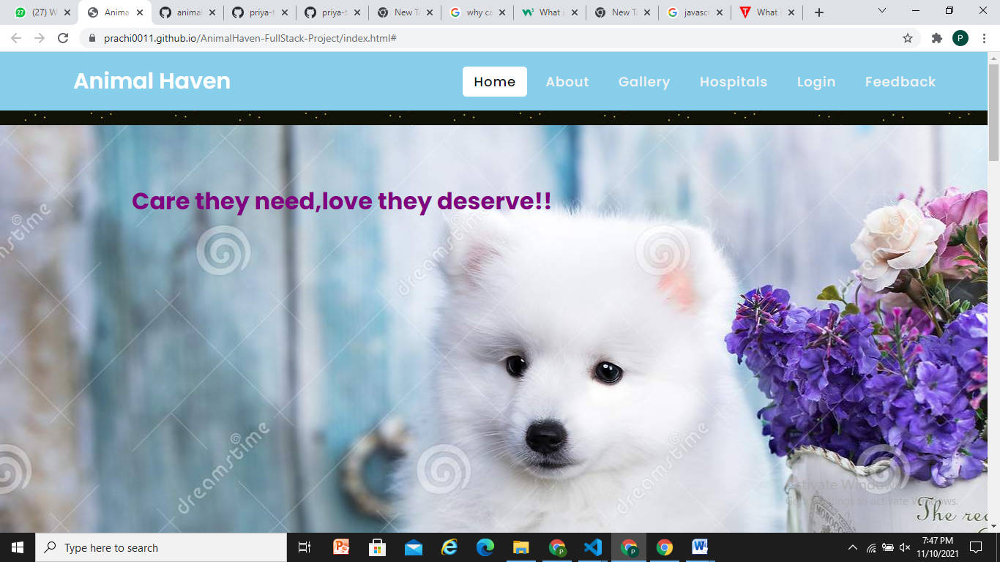 (27) W
Anima
animal
priya-t
priya-t
New Ta
why ca
What i
New Ta
javascr
What i
prachi0011.github.io/AnimalHaven-FullStack-Project/index.html#
P
Animal Haven
Home
About
Gallery
Hospitals
Login
Feedback
Care they need,love they deserve!!
dreamstime
dreamstime
dreamstime
dreamstime
Activate Windows
Go to Settings to activate Windows.
MOROCCO
The re
Type here to search
7:47 PM
11/10/2021